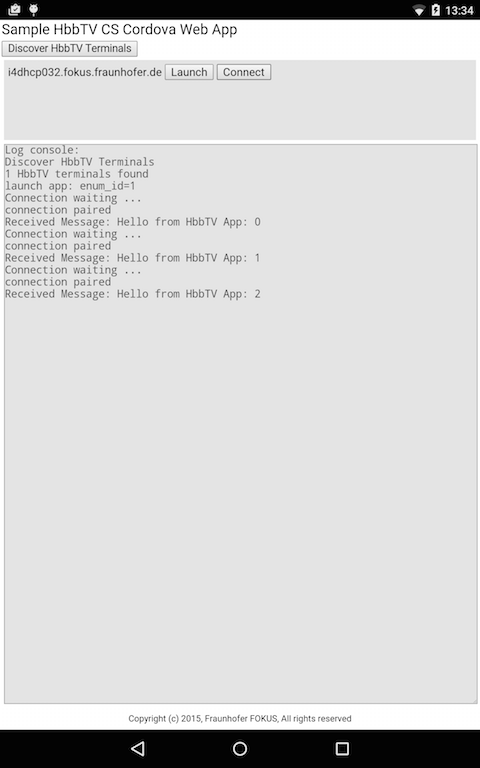 13:34
Sample HbbTV CS Cordova Web App
Discover HbbTV Terminals
i4dhcp032.fokus.fraunhofer.de Launch Connect
Log console:
Discover HbbTV Terminals
1 HbbTV terminals found
launch app: enum_id=1
Connection waiting ...
connection paired
Received Message: Hello from HbbTV App: 0
Connection waiting ...
connection paired
Received Message: Hello from HbbTV App: 1
Connection waiting ...
connection paired
Received Message: Hello from HbbTV App: 2
Copyright (c) 2015, Fraunhofer FOKUS, All rights reserved